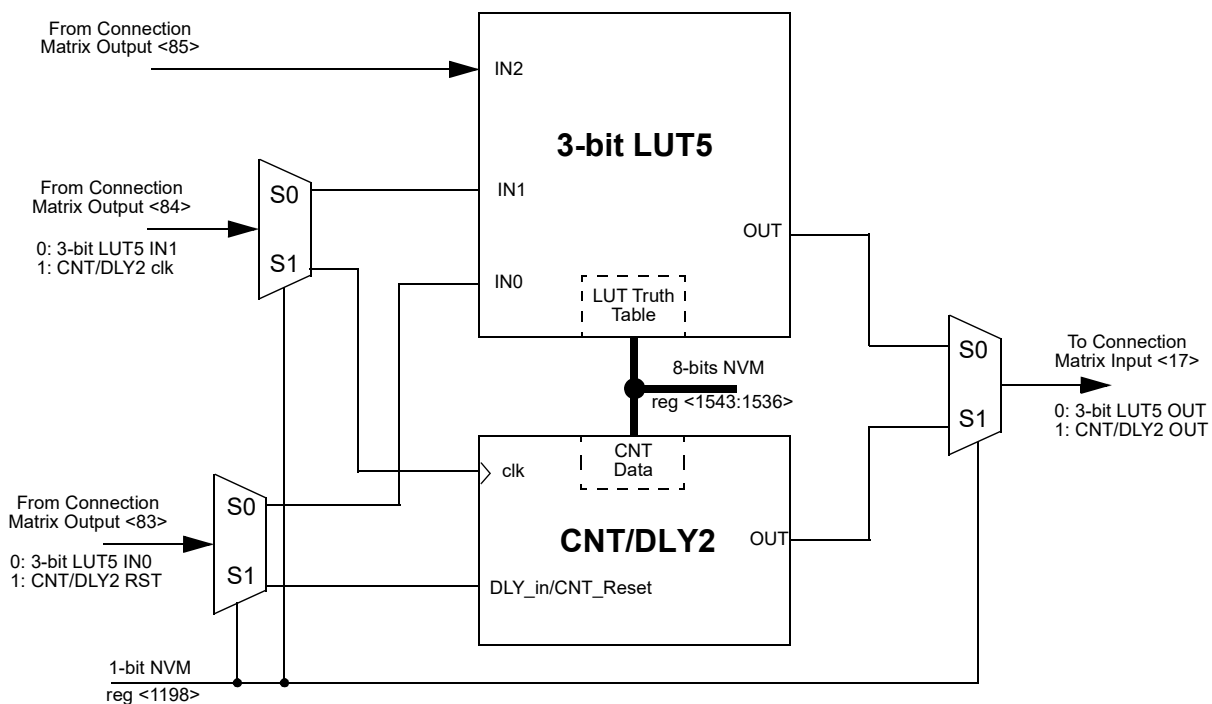 From Connection
Matrix Output <85>
IN2
3-bit LUT5
From Connection
Matrix Output <84>
0: 3-bit LUT5 IN1
1: CNT/DLY2 clk
S0
S1
IN1
IN0
OUT
LUT Truth
Table
8-bits NVM
reg <1543:1536>
S0
S1
To Connection
Matrix Input <17>
0: 3-bit LUT5 OUT
1: CNT/DLY2 OUT
From Connection
Matrix Output <83>
0: 3-bit LUT5 IN0
1: CNT/DLY2 RST
S0
S1
clk
CNT
Data
CNT/DLY2
OUT
DLY_in/CNT_Reset
1-bit NVM
reg <1198>